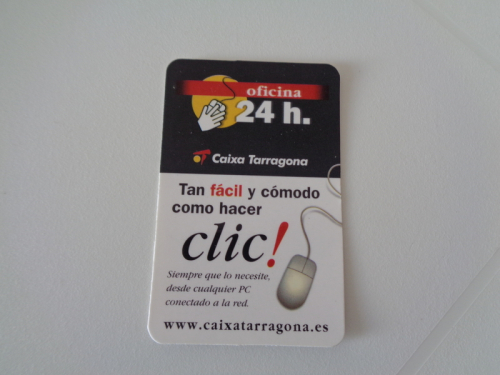 oficina
24 h.
Caixa Tarragona
Tan fácil y cómodo
como hacer
clic!
Siempre que lo necesite,
desde cualquier PC
conectado a la red.
www.caixatarragona.es